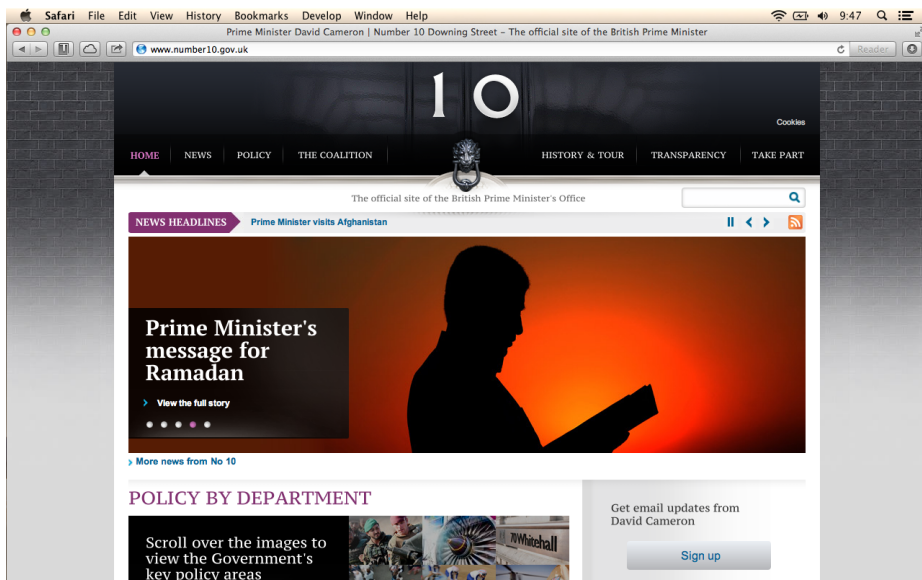 Safari File Edit View History Bookmarks Develop Window Help 9:47
Prime Minister David Cameron | Number 10 Downing Street – The official site of the British Prime Minister
www.number10.gov.uk Reader
10
Cookies
HOME NEWS POLICY THE COALITION HISTORY & TOUR TRANSPARENCY TAKE PART
The official site of the British Prime Minister's Office
NEWS HEADLINES Prime Minister visits Afghanistan
Prime Minister's
message for
Ramadan
View the full story
More news from No 10
POLICY BY DEPARTMENT
Get email updates from
David Cameron
Scroll over the images to
view the Government's
key policy areas
70 Whitehall
Sign up